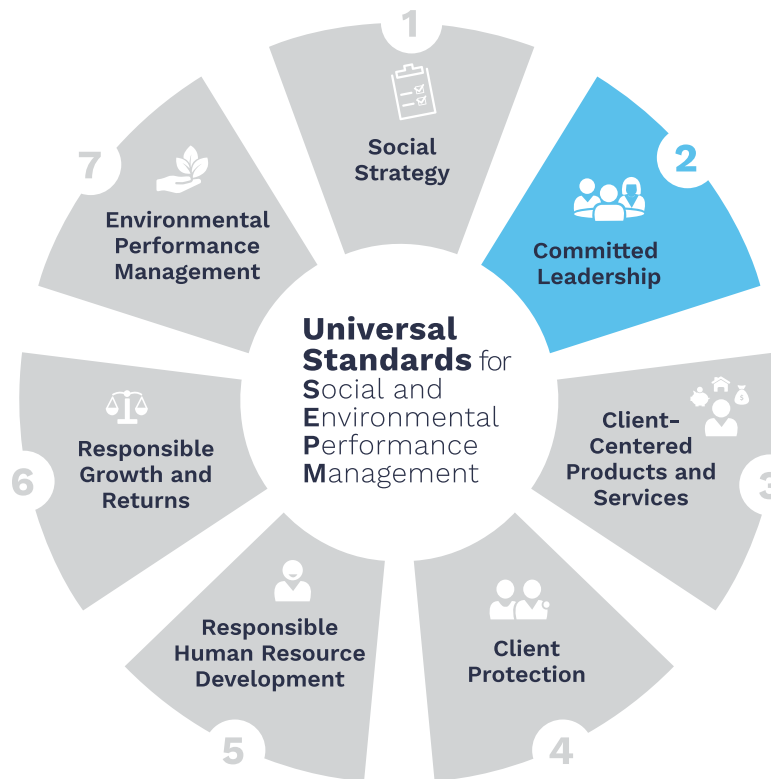 1
Social
Strategy
2
Committed
Leadership
3
Client-
Centered
Products and
Services
4
Client
Protection
5
Responsible
Human Resource
Development
6
Responsible
Growth and
Returns
7
Environmental
Performance
Management
Universal
Standards for
Social and
Environmental
Performance
Management